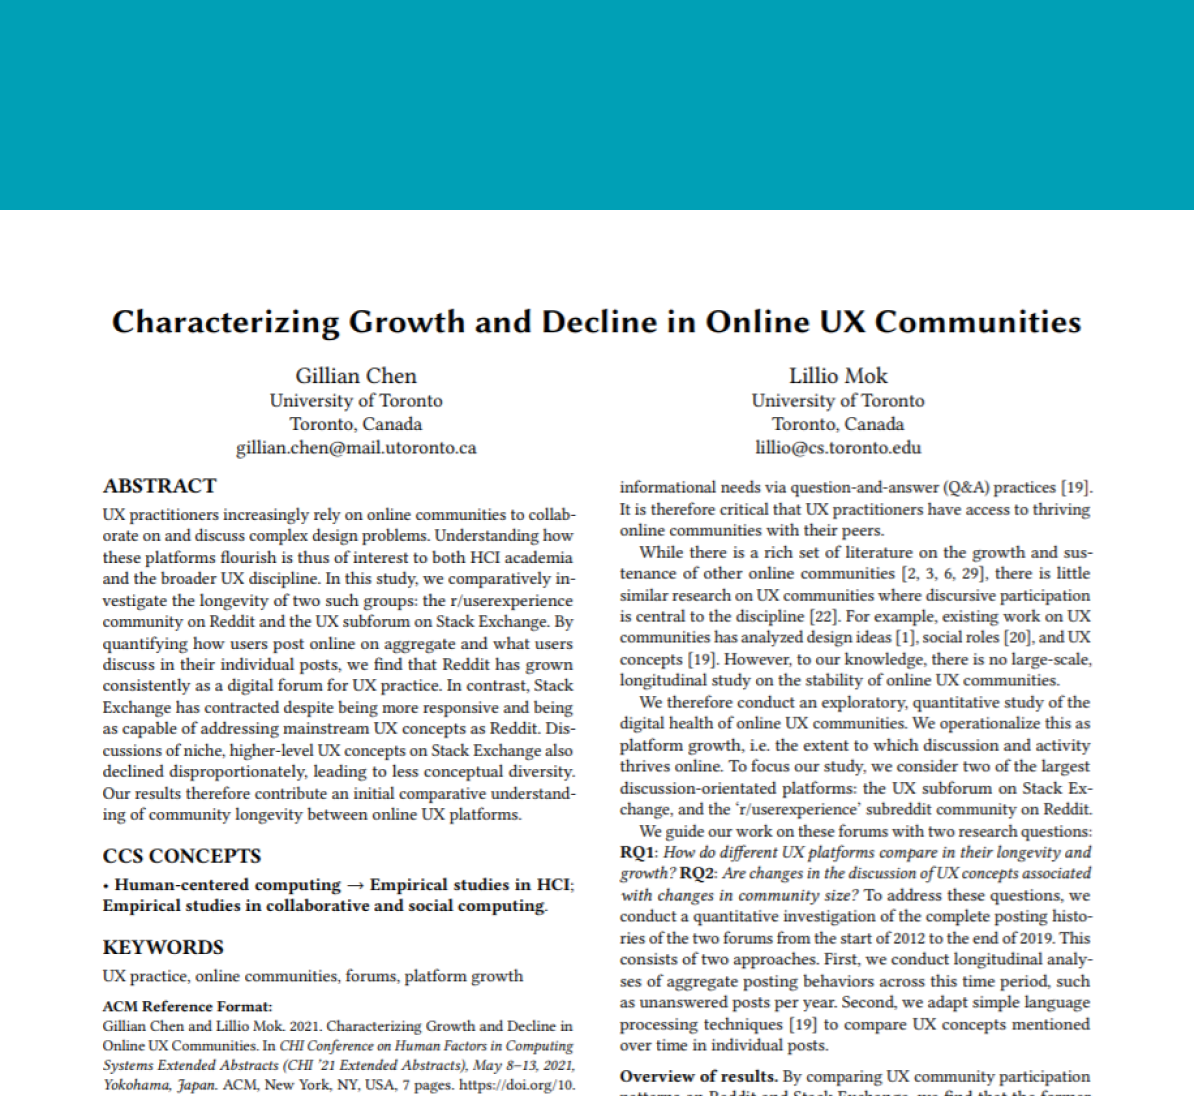 Characterizing Growth and Decline in Online UX Communities
Gillian Chen
University of Toronto
Toronto, Canada
gillian.chen@mail.utoronto.ca
Lillio Mok
University of Toronto
Toronto, Canada
lillio@cs.toronto.edu
ABSTRACT
UX practitioners increasingly rely on online communities to collab-
orate on and discuss complex design problems. Understanding how
these platforms flourish is thus of interest to both HCI academia
and the broader UX discipline. In this study, we comparatively in-
vestigate the longevity of two such groups: the r/userexperience
community on Reddit and the UX subforum on Stack Exchange. By
quantifying how users post online on aggregate and what users
discuss in their individual posts, we find that Reddit has grown
consistently as a digital forum for UX practice. In contrast, Stack
Exchange has contracted despite being more responsive and being
as capable of addressing mainstream UX concepts as Reddit. Dis-
cussions of niche, higher-level UX concepts on Stack Exchange also
declined disproportionately, leading to less conceptual diversity.
Our results therefore contribute an initial comparative understand-
ing of community longevity between online UX platforms.
CCS CONCEPTS
• Human-centered computing → Empirical studies in HCI;
Empirical studies in collaborative and social computing.
KEYWORDS
UX practice, online communities, forums, platform growth
ACM Reference Format:
Gillian Chen and Lillio Mok. 2021. Characterizing Growth and Decline in
Online UX Communities. In CHI Conference on Human Factors in Computing
Systems Extended Abstracts (CHI '21 Extended Abstracts), May 8–13, 2021,
Yokohama, Japan. ACM, New York, NY, USA, 7 pages. https://doi.org/10.
informational needs via question-and-answer (Q&A) practices [19].
It is therefore critical that UX practitioners have access to thriving
online communities with their peers.
While there is a rich set of literature on the growth and sus-
tenance of other online communities [2, 3, 6, 29], there is little
similar research on UX communities where discursive participation
is central to the discipline [22]. For example, existing work on UX
communities has analyzed design ideas [1], social roles [20], and UX
concepts [19]. However, to our knowledge, there is no large-scale,
longitudinal study on the stability of online UX communities.
We therefore conduct an exploratory, quantitative study of the
digital health of online UX communities. We operationalize this as
platform growth, i.e. the extent to which discussion and activity
thrives online. To focus our study, we consider two of the largest
discussion-orientated platforms: the UX subforum on Stack Ex-
change, and the 'r/userexperience' subreddit community on Reddit.
We guide our work on these forums with two research questions:
RQ1: How do different UX platforms compare in their longevity and
growth? RQ2: Are changes in the discussion of UX concepts associated
with changes in community size? To address these questions, we
conduct a quantitative investigation of the complete posting histo-
ries of the two forums from the start of 2012 to the end of 2019. This
consists of two approaches. First, we conduct longitudinal analy-
ses of aggregate posting behaviors across this time period, such
as unanswered posts per year. Second, we adapt simple language
processing techniques [19] to compare UX concepts mentioned
over time in individual posts.
Overview of results. By comparing UX community participation